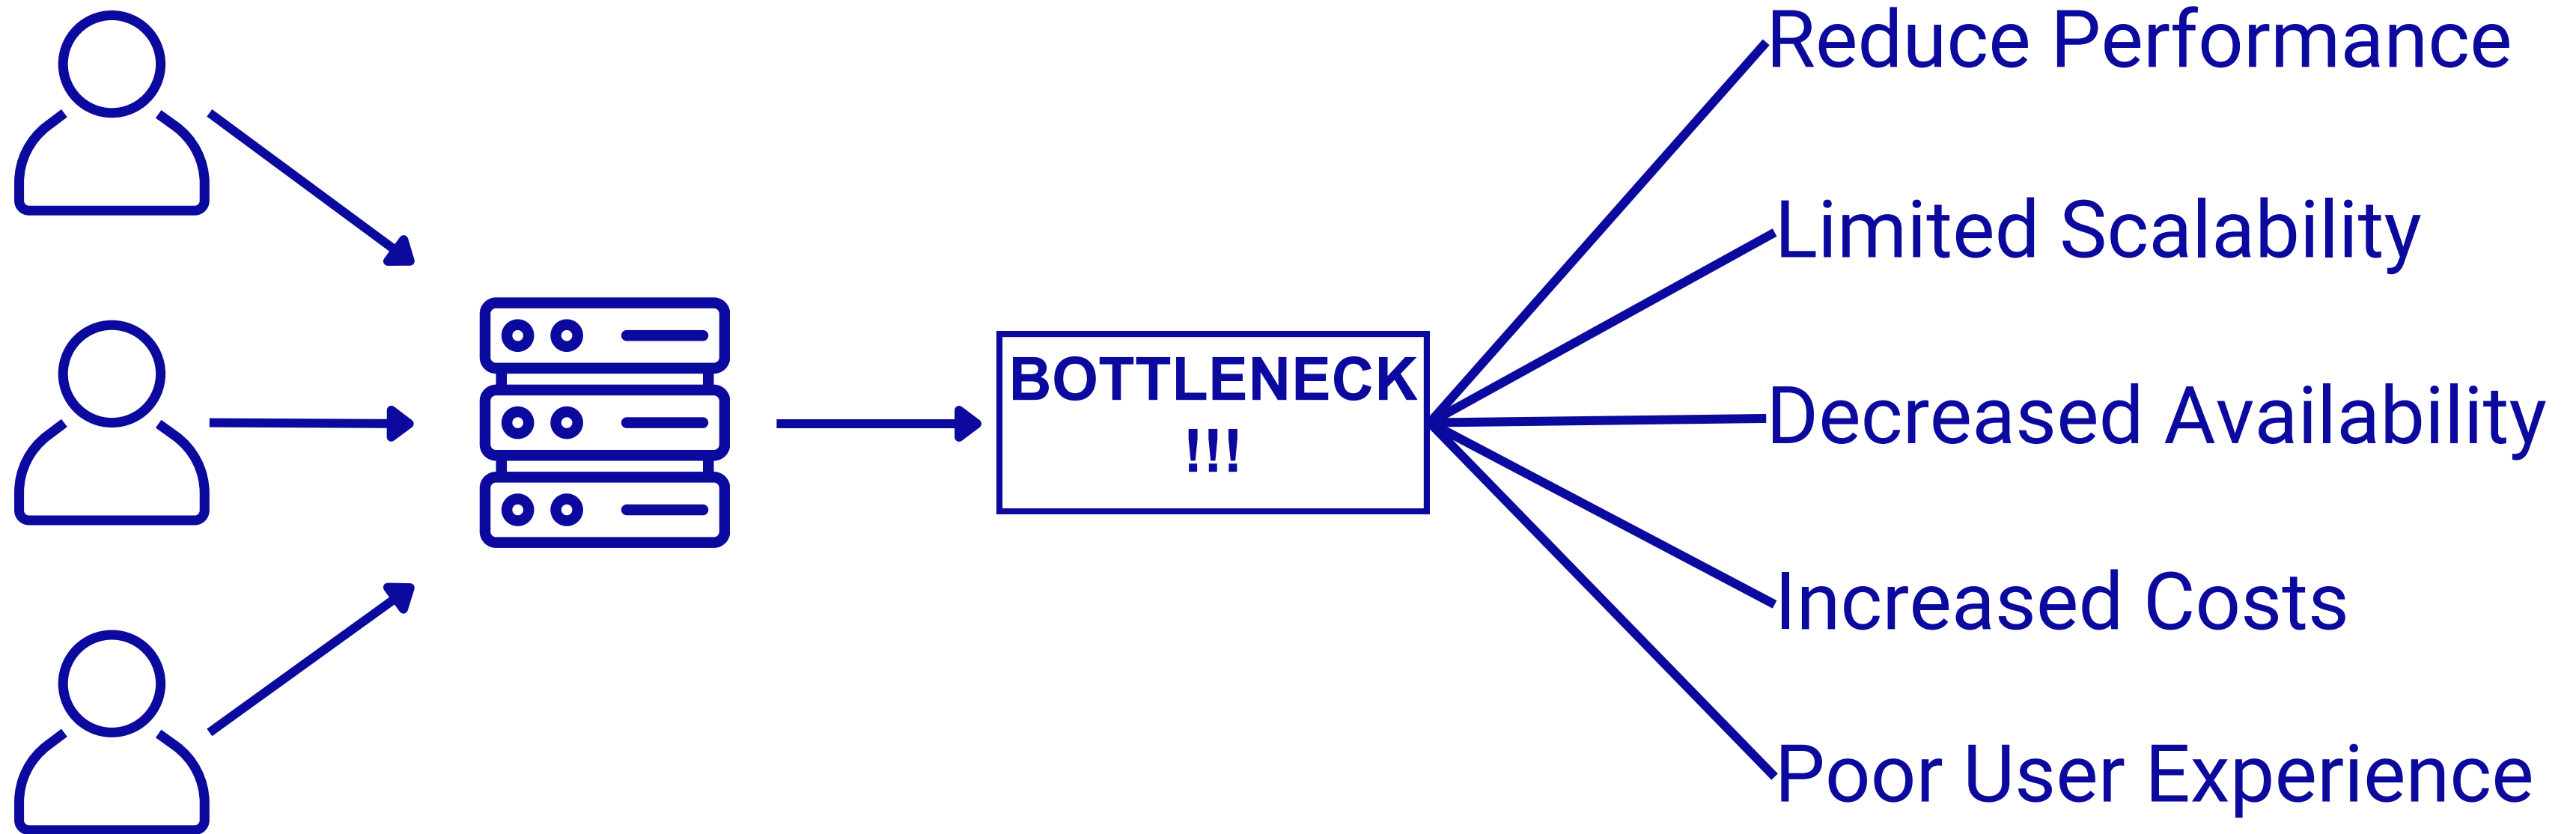 Reduce Performance
Limited Scalability
BOTTLENECK
!!!
Decreased Availability
Increased Costs
Poor User Experience